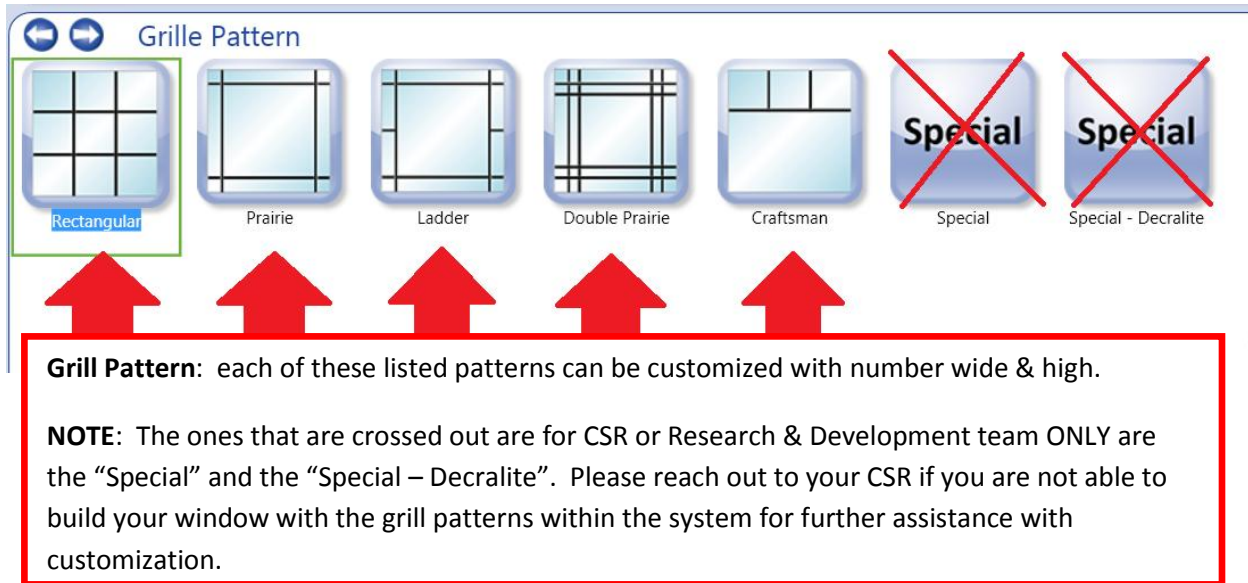 Grille Pattern
Special Special
Rectangular Prairie Ladder Double Prairie Craftsman Special Special - Decralite
Grill Pattern:  each of these listed patterns can be customized with number wide & high.
NOTE:  The ones that are crossed out are for CSR or Research & Development team ONLY are
the “Special” and the “Special – Decralite”.  Please reach out to your CSR if you are not able to
build your window with the grill patterns within the system for further assistance with
customization.